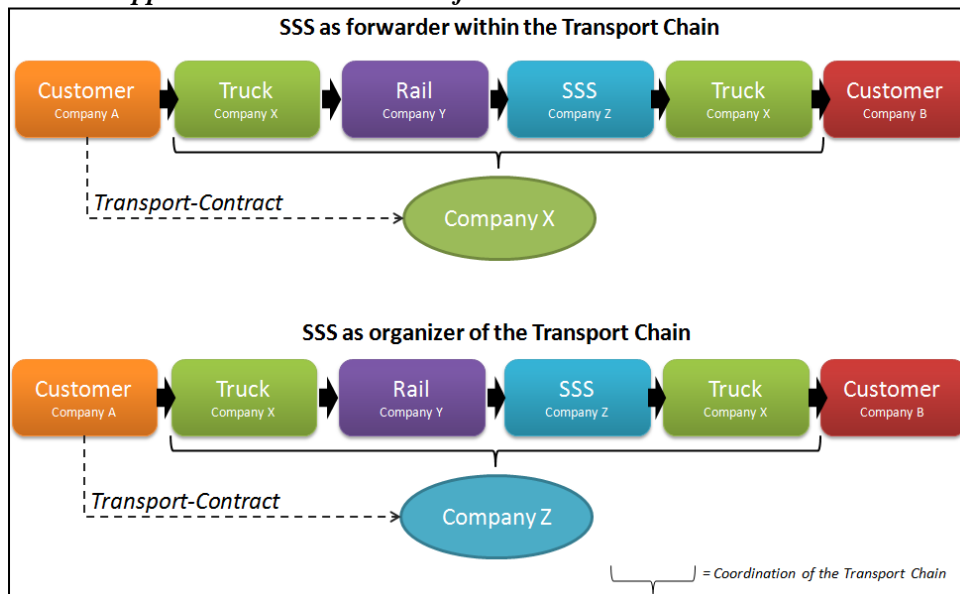 SSS as forwarder within the Transport Chain
Customer Truck Rail SSS Truck Customer
Company A Company X Company Y Company Z Company X Company B
Transport-Contract
Company X
SSS as organizer of the Transport Chain
Customer Truck Rail SSS Truck Customer
Company A Company X Company Y Company Z Company X Company B
Transport-Contract
Company Z
= Coordination of the Transport Chain